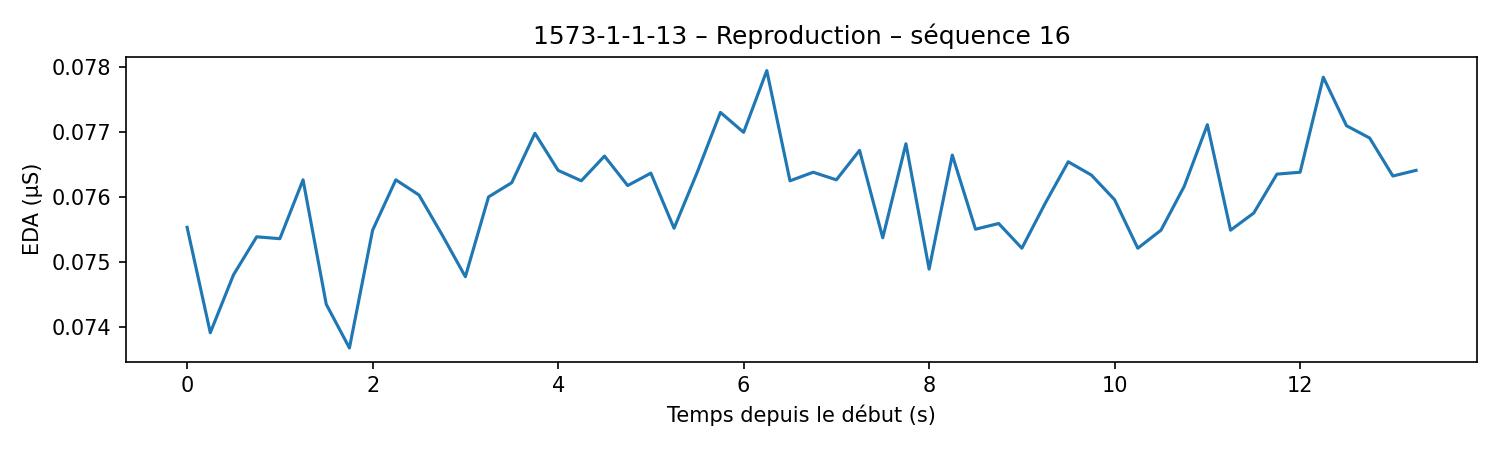 1573-1-1-13 – Reproduction – séquence 16
EDA (µS)
0.078
0.077
0.076
0.075
0.074
0 2 4 6 8 10 12
Temps depuis le début (s)